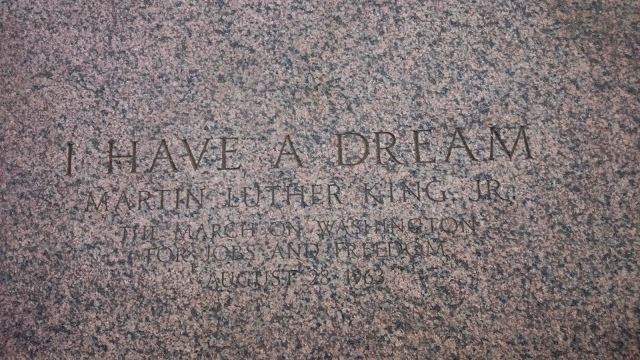 I HAVE A DREAM
MARTIN LUTHER KING, JR.
THE MARCH ON WASHINGTON
FOR JOBS AND FREEDOM
AUGUST 28, 1963